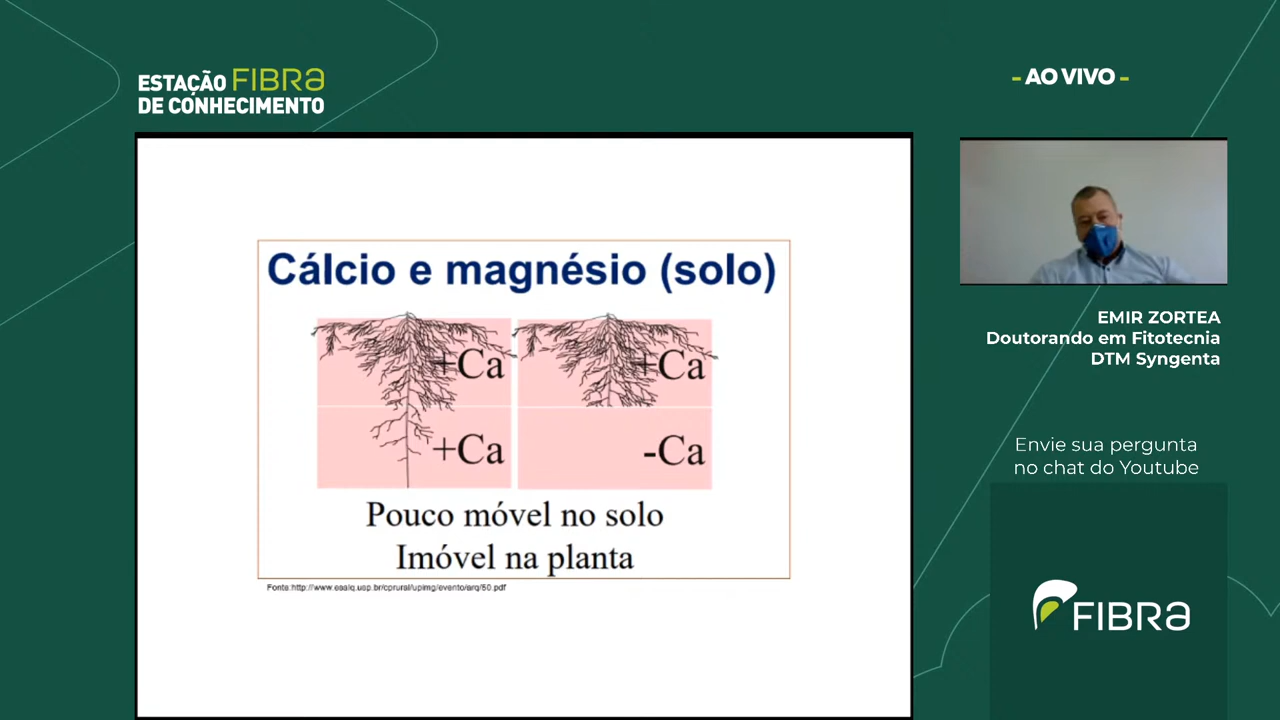 ESTAÇÃO FIBRA
DE CONHECIMENTO
- AO VIVO -
Cálcio e magnésio (solo)
+Ca
+Ca
+Ca
-Ca
Pouco móvel no solo
Imóvel na planta
Fonte:http://www.esalq.usp.br/cprural/upimg/evento/arq/50.pdf
EMIR ZORTEA
Doutorando em Fitotecnia
DTM Syngenta
Envie sua pergunta
no chat do Youtube
FIBRA